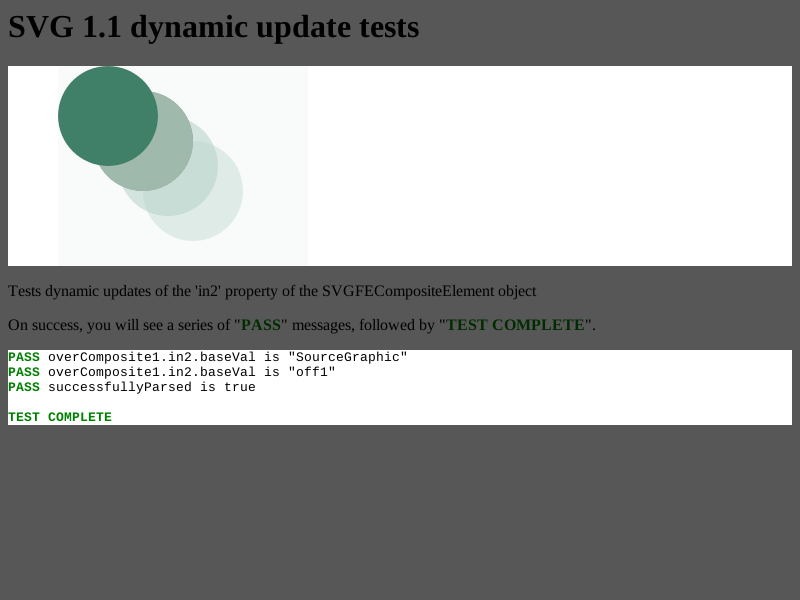 SVG 1.1 dynamic update tests
Tests dynamic updates of the 'in2' property of the SVGFECompositeElement object
On success, you will see a series of "PASS" messages, followed by "TEST COMPLETE".
PASS overComposite1.in2.baseVal is "SourceGraphic"
PASS overComposite1.in2.baseVal is "off1"
PASS successfullyParsed is true
TEST COMPLETE